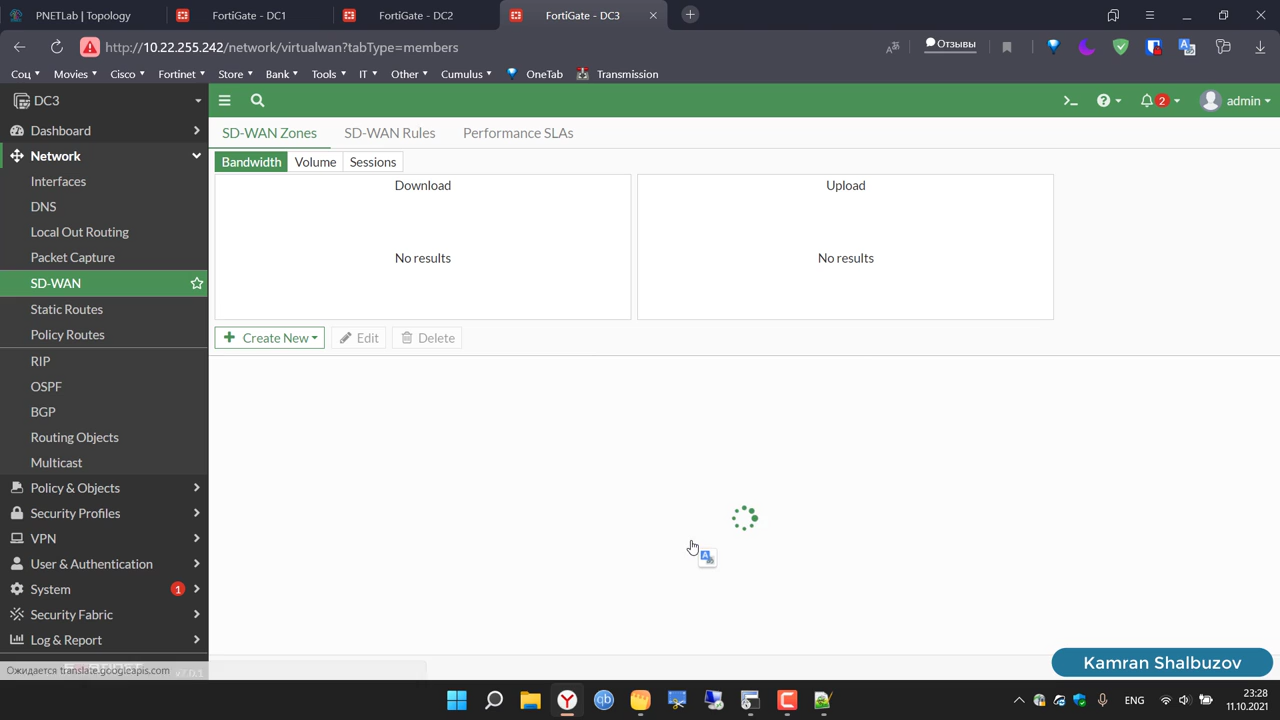 PNETLab | Topology
FortiGate - DC1
FortiGate - DC2
FortiGate - DC3
http://10.22.255.242/network/virtualwan?tabType=members
Отзывы
Соц
Movies
Cisco
Fortinet
Store
Bank
Tools
IT
Other
Cumulus
OneTab
Transmission
DC3
>_
2
admin
Dashboard
Network
Interfaces
DNS
Local Out Routing
Packet Capture
SD-WAN
Static Routes
Policy Routes
RIP
OSPF
BGP
Routing Objects
Multicast
Policy & Objects
Security Profiles
VPN
User & Authentication
System
1
Security Fabric
Log & Report
SD-WAN Zones
SD-WAN Rules
Performance SLAs
Bandwidth
Volume
Sessions
Download
No results
Upload
No results
Create New
Edit
Delete
Ожидается translate.googleapis.com
Kamran Shalbuzov
ENG
23:28
11.10.2021